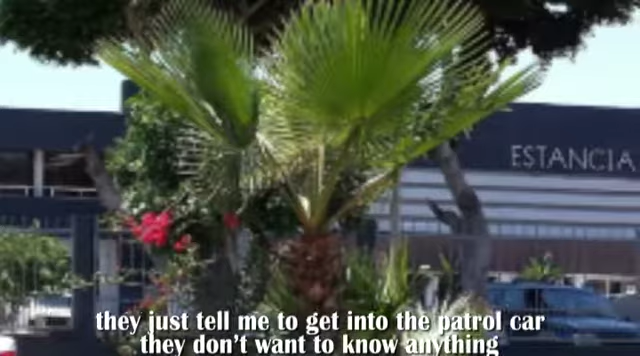 ESTANCIA
they just tell me to get into the patrol car
they don't want to know anything